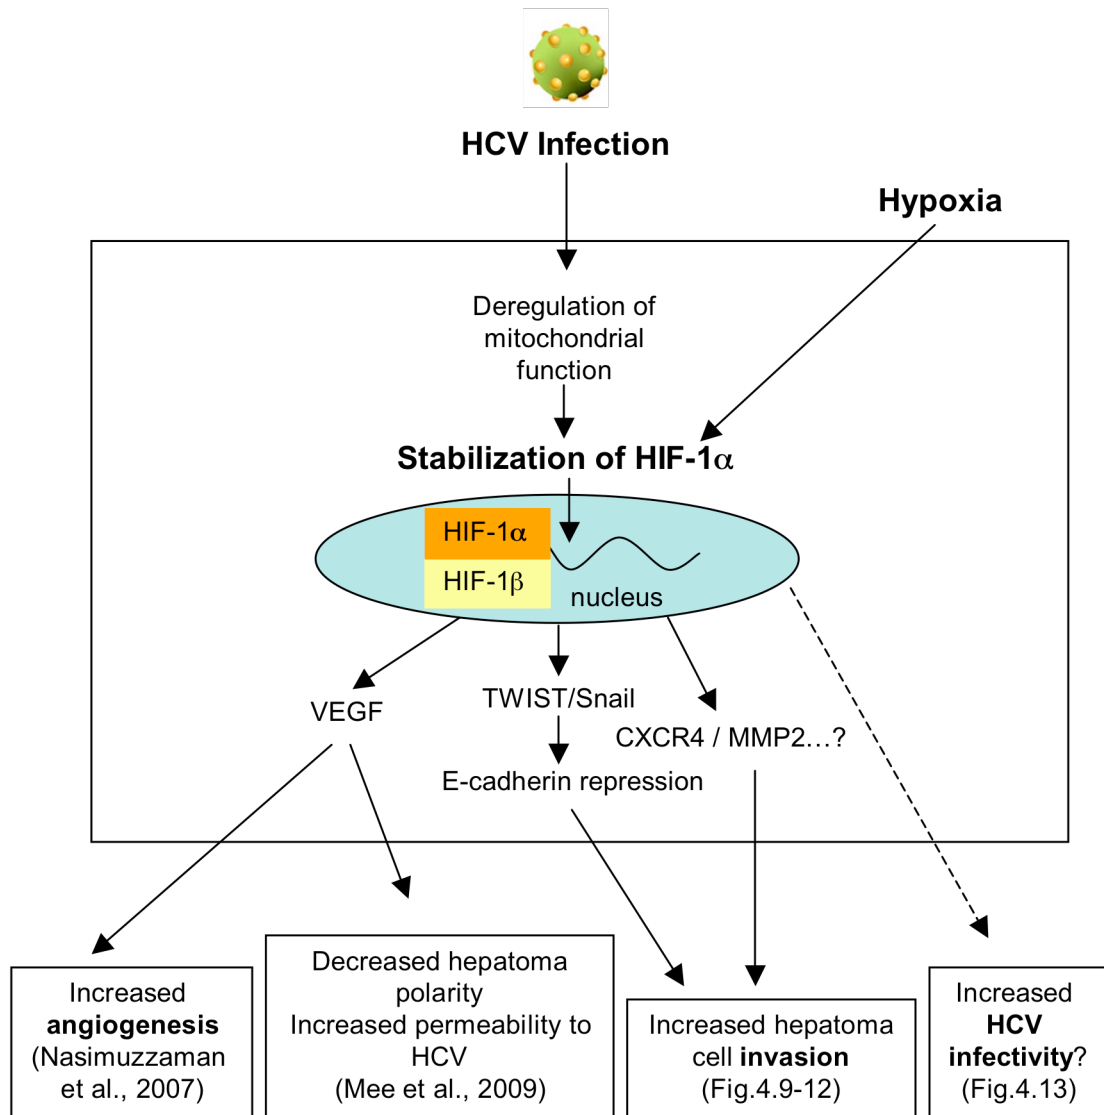 HCV Infection
Hypoxia
Deregulation of
mitochondrial
function
Stabilization of HIF-1α
HIF-1α
HIF-1β
nucleus
VEGF
TWIST/Snail
CXCR4 / MMP2...?
E-cadherin repression
Increased
angiogenesis
(Nasimuzzaman
et al., 2007)
Decreased hepatoma
polarity
Increased permeability to
HCV
(Mee et al., 2009)
Increased hepatoma
cell invasion
(Fig.4.9-12)
Increased
HCV
infectivity?
(Fig.4.13)